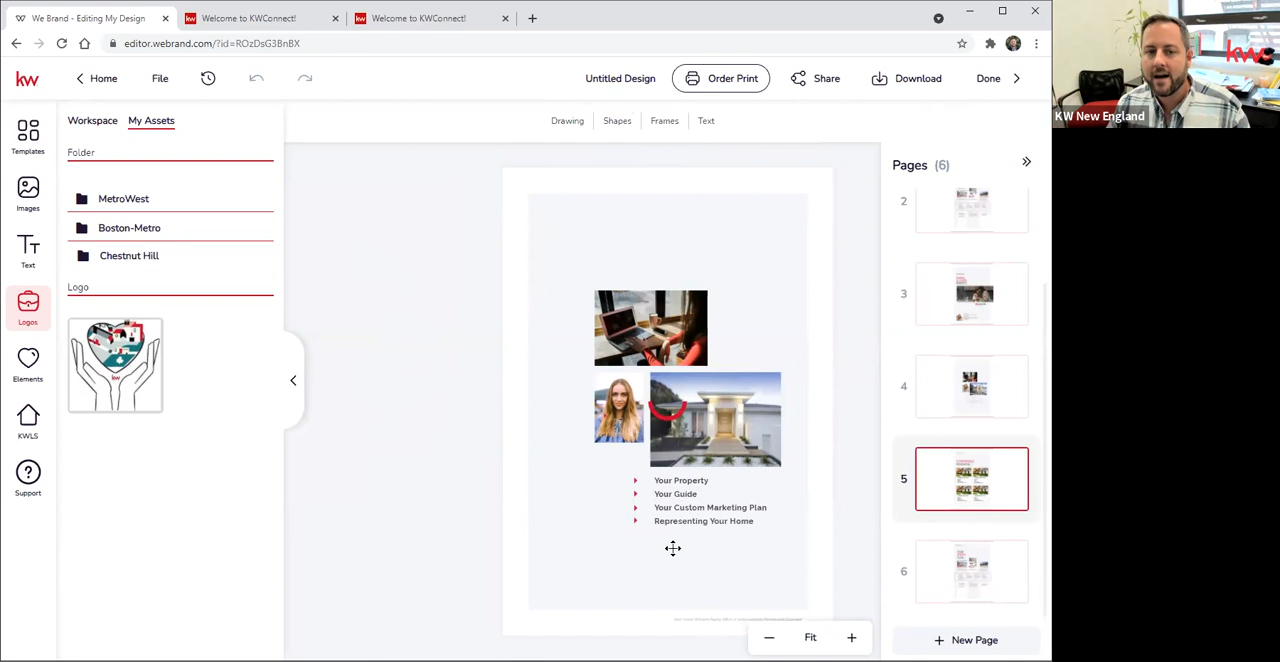 We Brand - Editing My Design
Welcome to KWConnect!
Welcome to KWConnect!
editor.webrand.com/?id=ROzDsG3BnBX
kw
Home
File
Untitled Design
Order Print
Share
Download
Done
KW New England
Templates
Images
Text
Logos
Elements
KWLS
Support
Workspace
My Assets
Folder
MetroWest
Boston-Metro
Chestnut Hill
Logo
kw
Drawing
Shapes
Frames
Text
Your Property
Your Guide
Your Custom Marketing Plan
Representing Your Home
Fit
Pages (6)
2
3
4
5
6
New Page